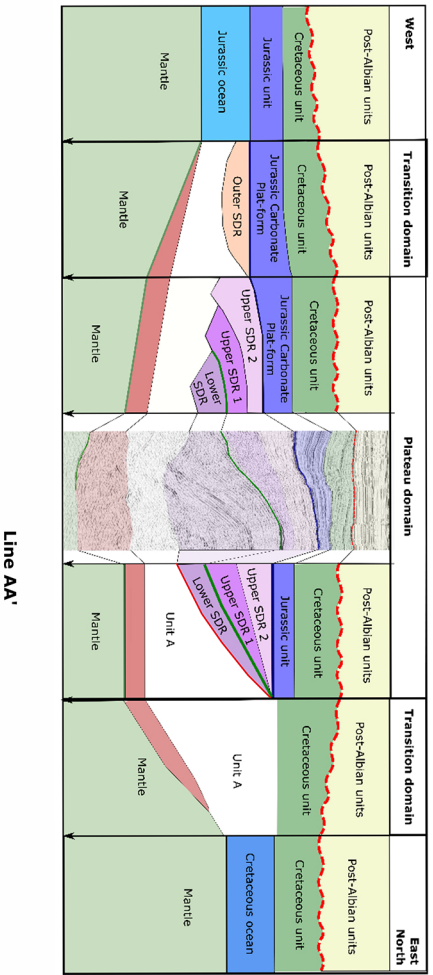 West
Transition domain
Plateau domain
Transition domain
East
North
Post-Albian units
Cretaceous unit
Jurassic unit
Jurassic ocean
Mantle
Post-Albian units
Cretaceous unit
Jurassic Carbonate
Plat-form
Outer SDR
Mantle
Post-Albian units
Cretaceous unit
Jurassic Carbonate
Plat-form
Upper SDR 2
Upper SDR 1
Lower
SDR
Mantle
Post-Albian units
Cretaceous unit
Jurassic unit
Upper SDR 2
Upper SDR 1
Lower SDR
Unit A
Mantle
Post-Albian units
Cretaceous unit
Unit A
Mantle
Post-Albian units
Cretaceous unit
Cretaceous ocean
Mantle
Line AA'